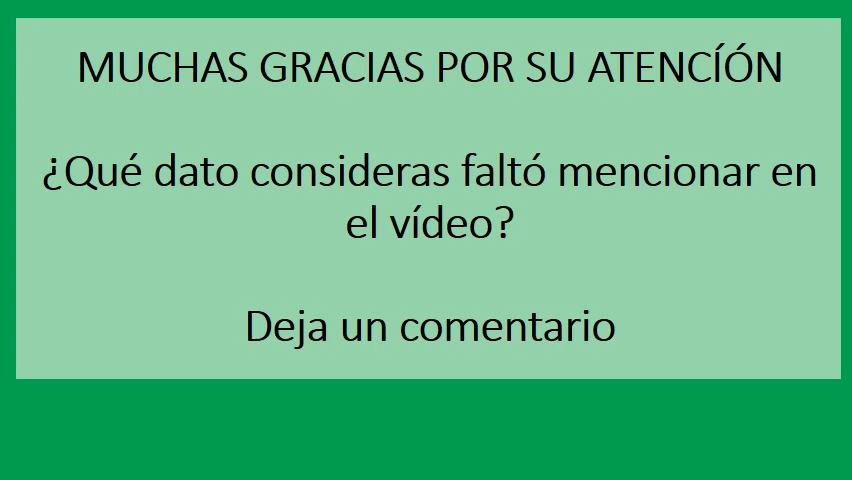 MUCHAS GRACIAS POR SU ATENCÍÓN
¿Qué dato consideras faltó mencionar en
el vídeo?
Deja un comentario